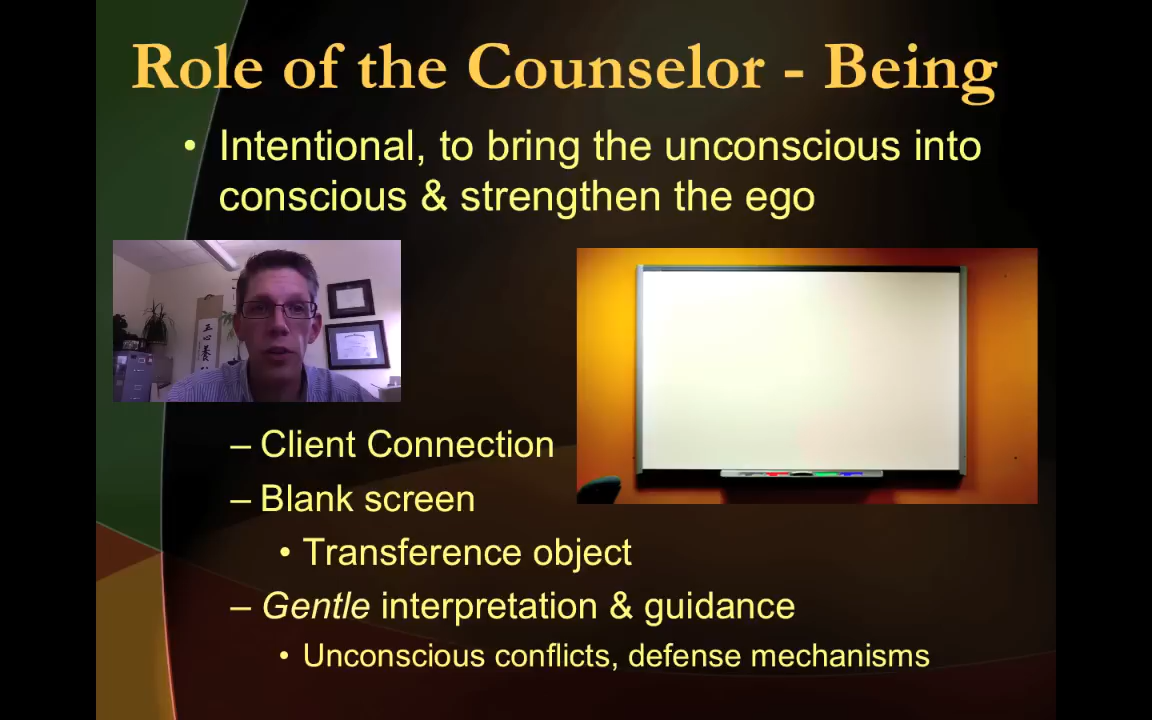 Role of the Counselor - Being
• Intentional, to bring the unconscious into
conscious & strengthen the ego
– Client Connection
– Blank screen
• Transference object
– Gentle interpretation & guidance
• Unconscious conflicts, defense mechanisms